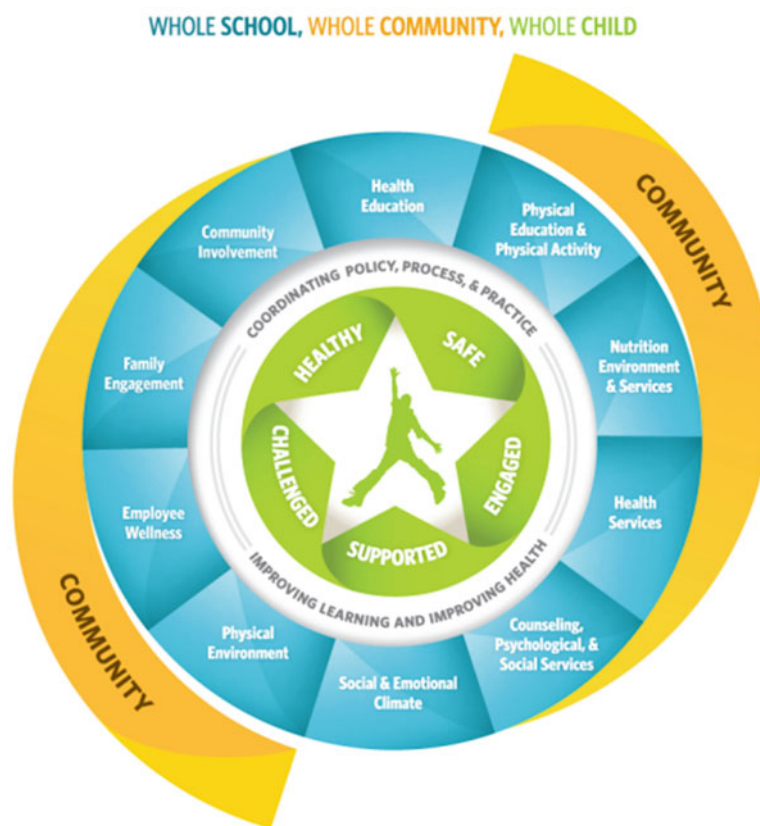 WHOLE SCHOOL, WHOLE COMMUNITY, WHOLE CHILD
COMMUNITY
Health
Education
Physical
Education &
Physical Activity
Nutrition
Environment
& Services
Health
Services
Counseling,
Psychological, &
Social Services
Social & Emotional
Climate
Physical
Environment
Employee
Wellness
Family
Engagement
Community
Involvement
COORDINATING POLICY, PROCESS, & PRACTICE
HEALTHY
SAFE
ENGAGED
SUPPORTED
CHALLENGED
IMPROVING LEARNING AND IMPROVING HEALTH
COMMUNITY